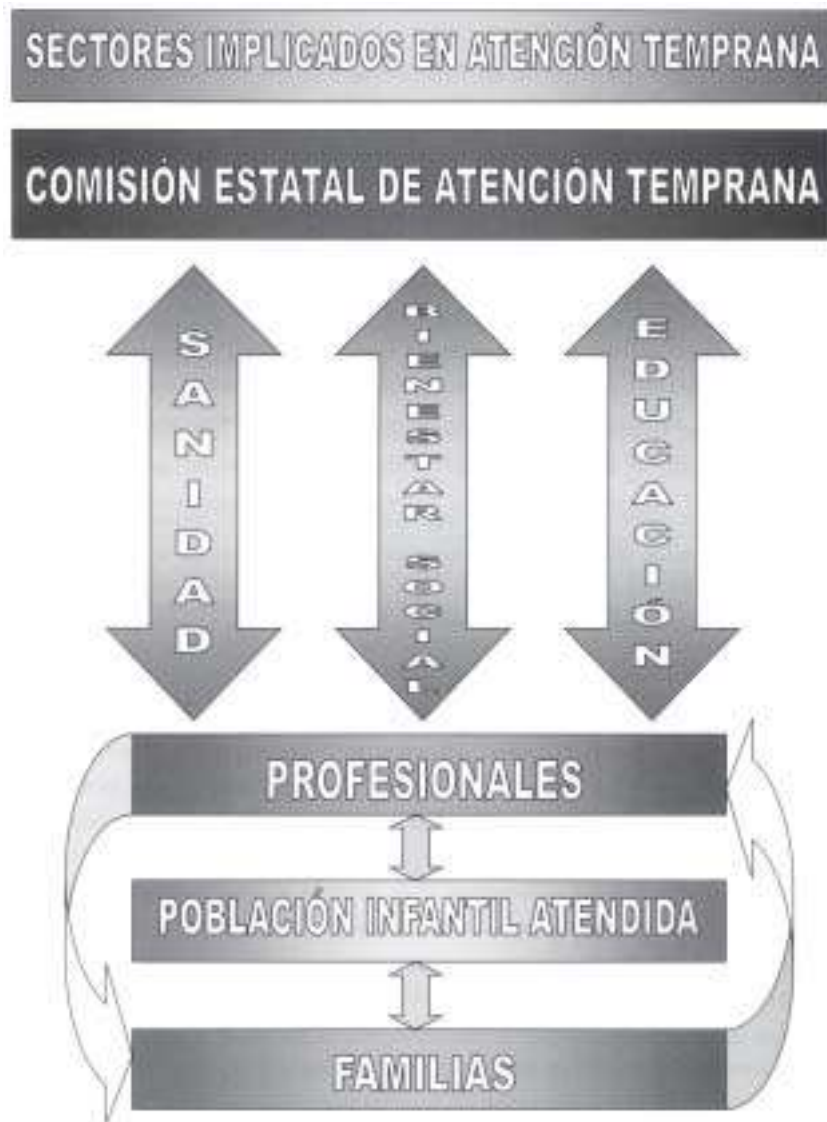 SECTORES IMPLICADOS EN ATENCIÓN TEMPRANA
COMISIÓN ESTATAL DE ATENCIÓN TEMPRANA
SANIDAD
BIENESTAR SOCIAL
EDUCACIÓN
PROFESIONALES
POBLACIÓN INFANTIL ATENDIDA
FAMILIAS